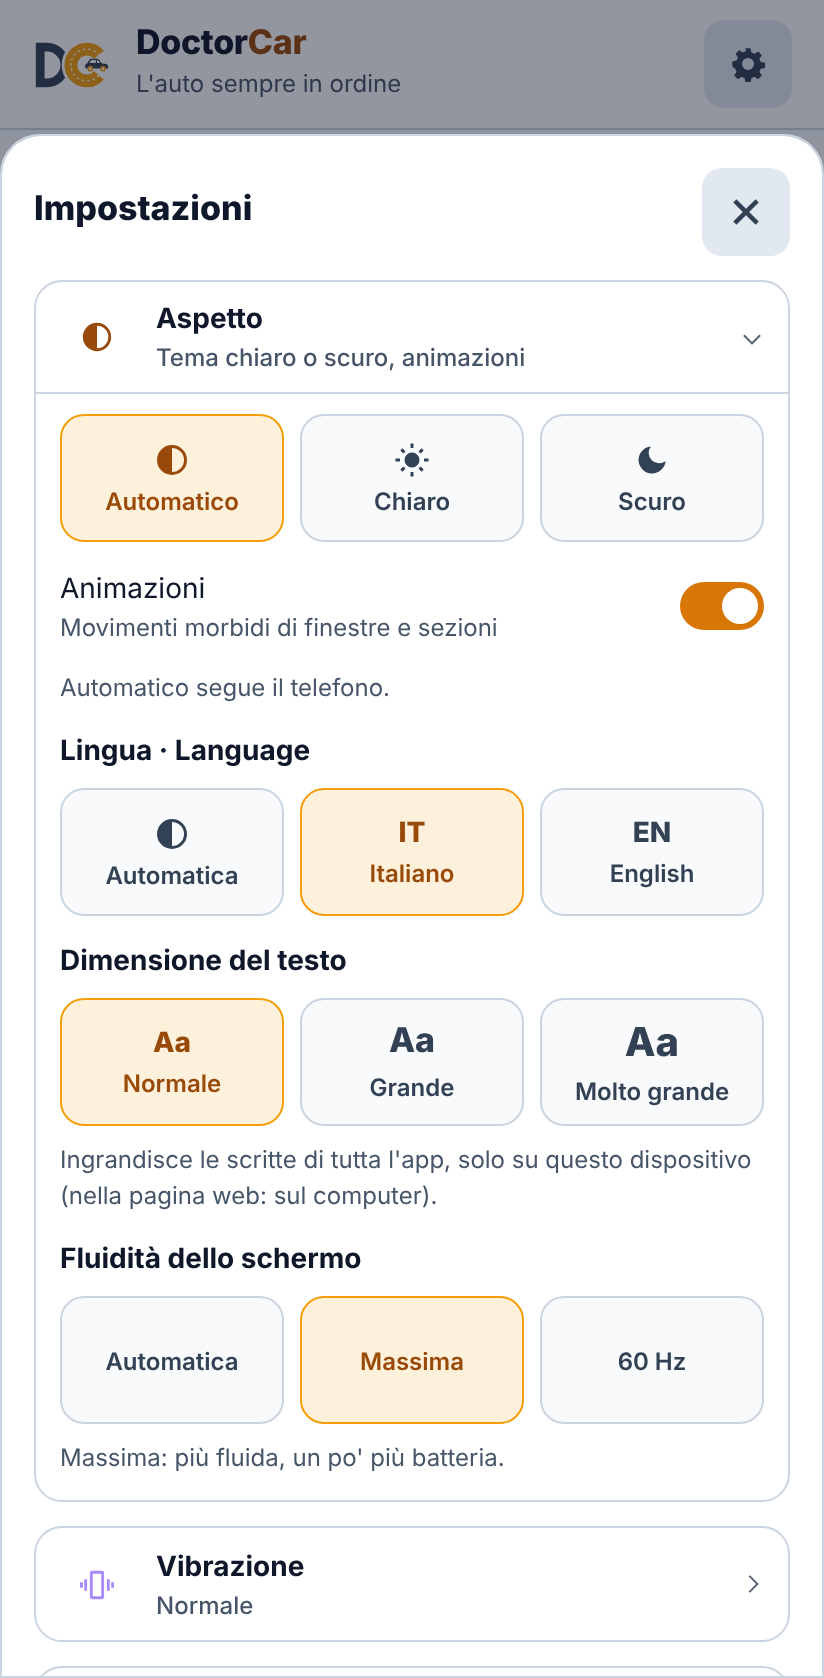 DC
DoctorCar
L'auto sempre in ordine
Impostazioni
Aspetto
Tema chiaro o scuro, animazioni
Automatico
Chiaro
Scuro
Animazioni
Movimenti morbidi di finestre e sezioni
Automatico segue il telefono.
Lingua · Language
Automatica
IT
Italiano
EN
English
Dimensione del testo
Aa
Normale
Aa
Grande
Aa
Molto grande
Ingrandisce le scritte di tutta l'app, solo su questo dispositivo
(nella pagina web: sul computer).
Fluidità dello schermo
Automatica
Massima
60 Hz
Massima: più fluida, un po' più batteria.
Vibrazione
Normale